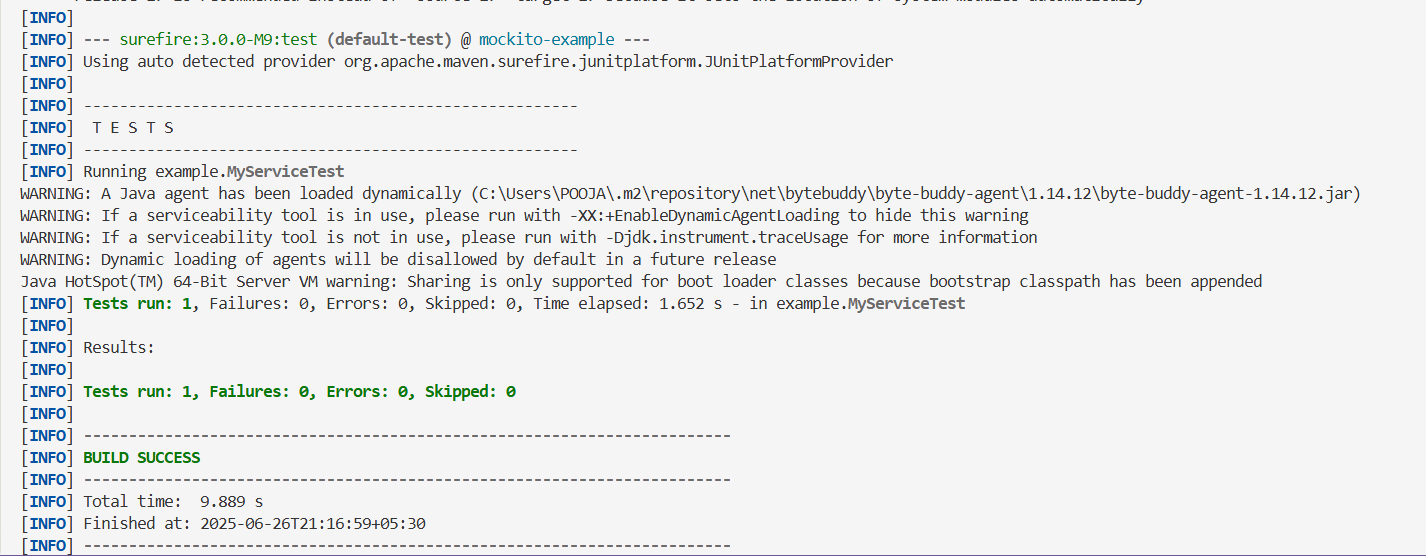 [INFO]
[INFO] --- surefire:3.0.0-M9:test (default-test) @ mockito-example ---
[INFO] Using auto detected provider org.apache.maven.surefire.junitplatform.JUnitPlatformProvider
[INFO]
[INFO] -------------------------------------------------------
[INFO]  T E S T S
[INFO] -------------------------------------------------------
[INFO] Running example.MyServiceTest
WARNING: A Java agent has been loaded dynamically (C:\Users\POOJA\.m2\repository\net\bytebuddy\byte-buddy-agent\1.14.12\byte-buddy-agent-1.14.12.jar)
WARNING: If a serviceability tool is in use, please run with -XX:+EnableDynamicAgentLoading to hide this warning
WARNING: If a serviceability tool is not in use, please run with -Djdk.instrument.traceUsage for more information
WARNING: Dynamic loading of agents will be disallowed by default in a future release
Java HotSpot(TM) 64-Bit Server VM warning: Sharing is only supported for boot loader classes because bootstrap classpath has been appended
[INFO] Tests run: 1, Failures: 0, Errors: 0, Skipped: 0, Time elapsed: 1.652 s - in example.MyServiceTest
[INFO]
[INFO] Results:
[INFO]
[INFO] Tests run: 1, Failures: 0, Errors: 0, Skipped: 0
[INFO]
[INFO] ------------------------------------------------------------------------
[INFO] BUILD SUCCESS
[INFO] ------------------------------------------------------------------------
[INFO] Total time:  9.889 s
[INFO] Finished at: 2025-06-26T21:16:59+05:30
[INFO] ------------------------------------------------------------------------